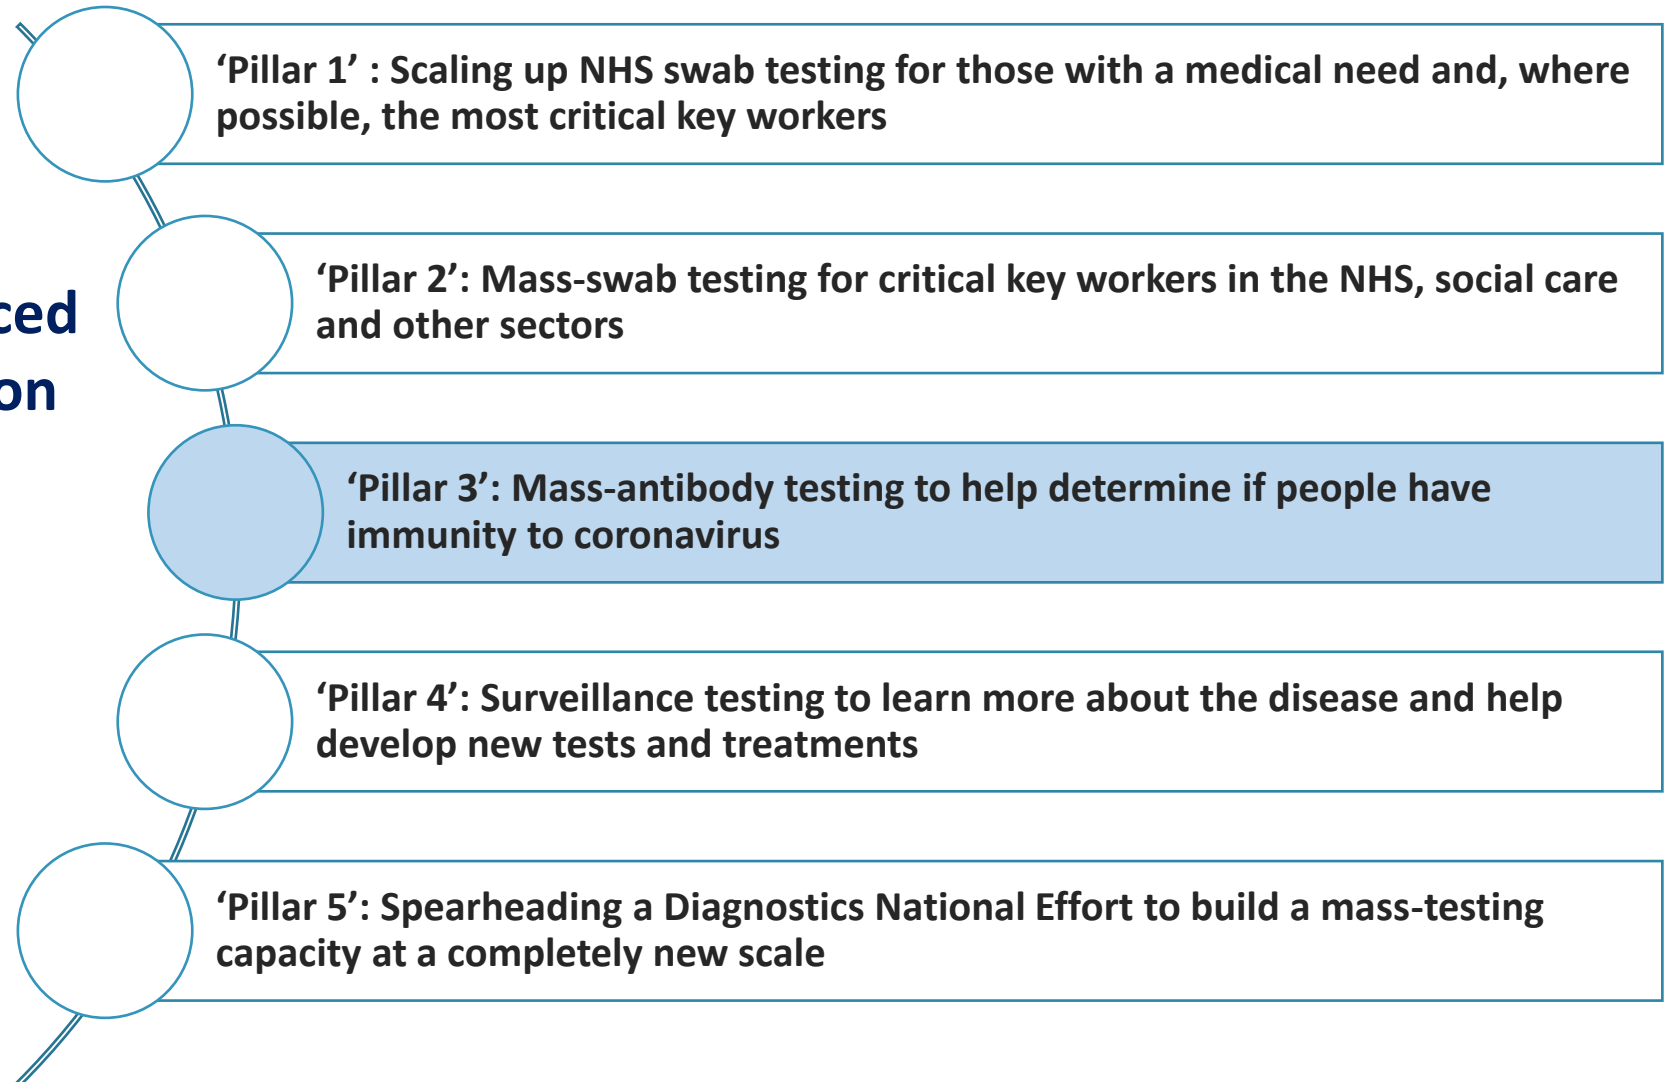 ‘Pillar 1’ : Scaling up NHS swab testing for those with a medical need and, where
possible, the most critical key workers
‘Pillar 2’: Mass-swab testing for critical key workers in the NHS, social care
and other sectors
‘Pillar 3’: Mass-antibody testing to help determine if people have
immunity to coronavirus
‘Pillar 4’: Surveillance testing to learn more about the disease and help
develop new tests and treatments
‘Pillar 5’: Spearheading a Diagnostics National Effort to build a mass-testing
capacity at a completely new scale